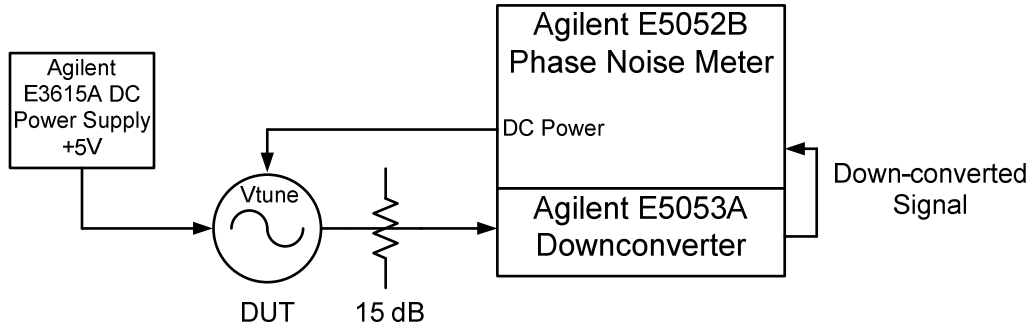 Agilent
E3615A DC
Power Supply
+5V
Agilent E5052B
Phase Noise Meter
DC Power
Vtune
DUT
15 dB
Agilent E5053A
Downconverter
Down-converted
Signal